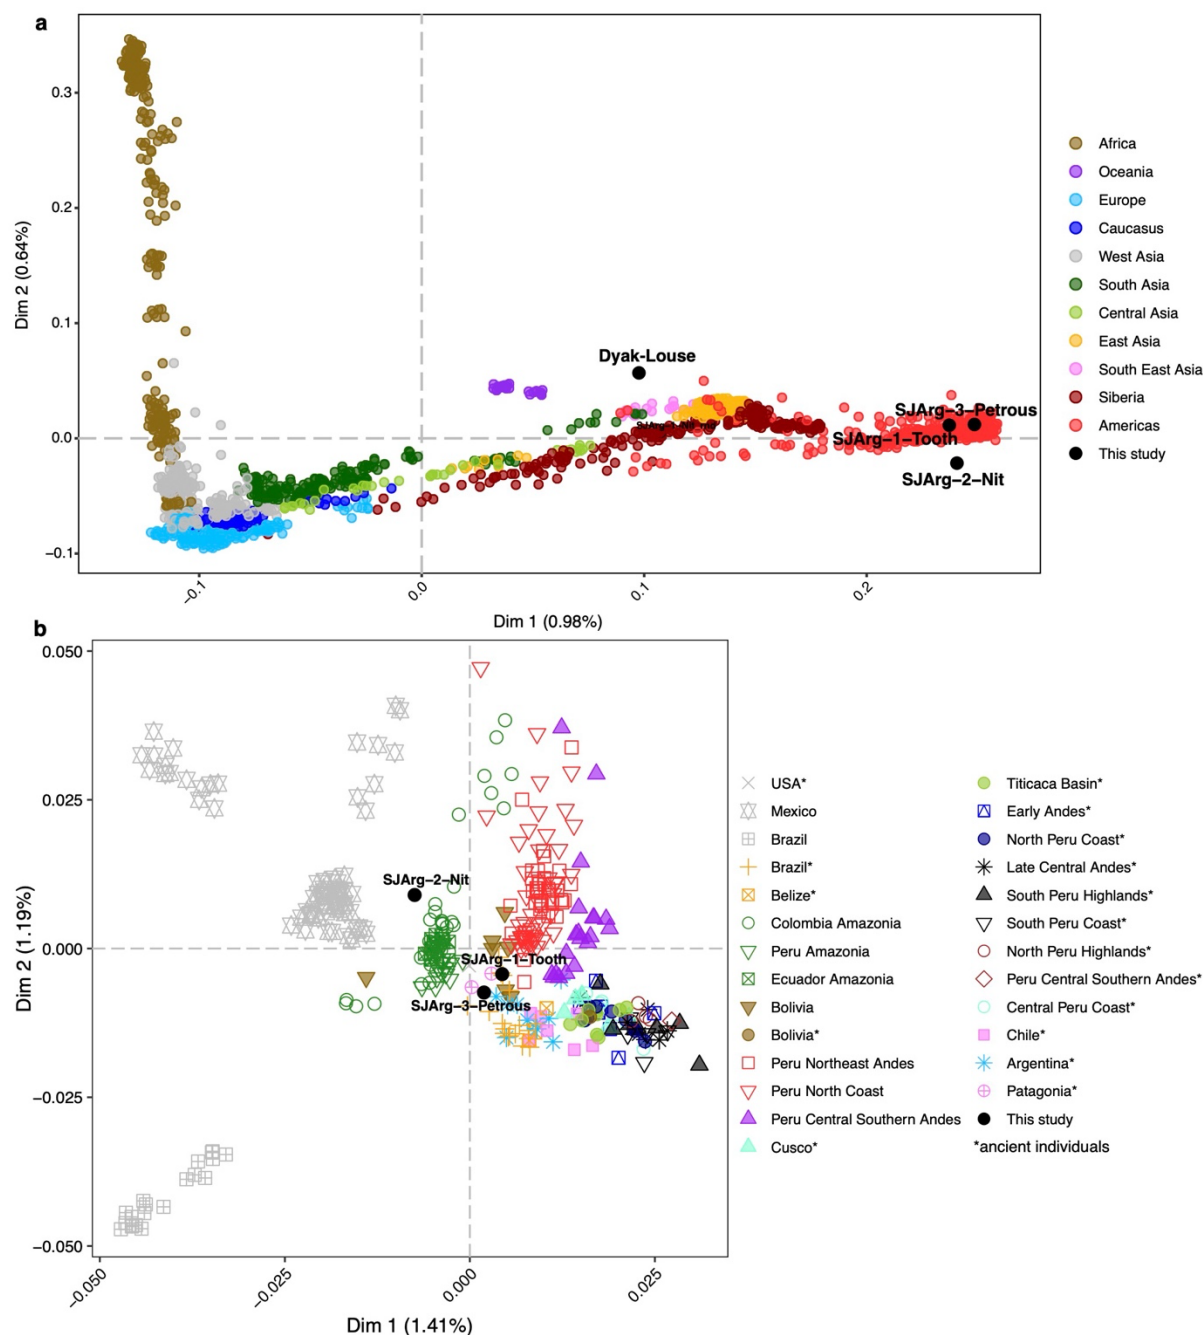 a
0.3
0.2
0.1
0.0
−0.1
Dim 2 (0.64%)
Dyak−Louse
SJArg−3−Petrous
SJArg−1−Tooth
SJArg−2−Nit
−0.1
0.0
0.1
0.2
Dim 1 (0.98%)
Africa
Oceania
Europe
Caucasus
West Asia
South Asia
Central Asia
East Asia
South East Asia
Siberia
Americas
This study
b
0.050
0.025
0.000
−0.025
−0.050
Dim 2 (1.19%)
SJArg−2−Nit
SJArg−1−Tooth
SJArg−3−Petrous
−0.050
−0.025
0.000
0.025
Dim 1 (1.41%)
USA*
Mexico
Brazil
Brazil*
Belize*
Colombia Amazonia
Peru Amazonia
Ecuador Amazonia
Bolivia
Bolivia*
Peru Northeast Andes
Peru North Coast
Peru Central Southern Andes
Cusco*
Titicaca Basin*
Early Andes*
North Peru Coast*
Late Central Andes*
South Peru Highlands*
South Peru Coast*
North Peru Highlands*
Peru Central Southern Andes*
Central Peru Coast*
Chile*
Argentina*
Patagonia*
This study
*ancient individuals